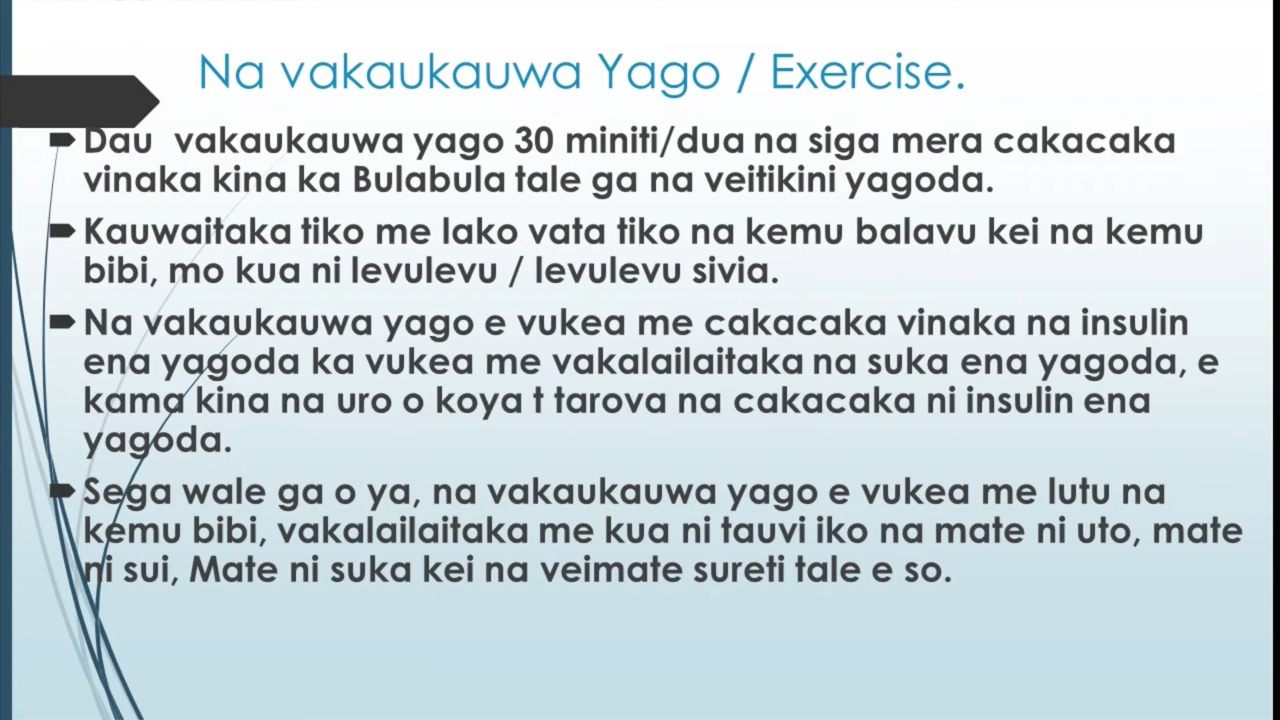 Na vakaukauwa Yago / Exercise.
Dau vakaukauwa yago 30 miniti/dua na siga mera cakacaka
vinaka kina ka Bulabula tale ga na veitikini yagoda.
Kauwaitaka tiko me lako vata tiko na kemu balavu kei na kemu
bibi, mo kua ni levulevu / levulevu sivia.
Na vakaukauwa yago e vukea me cakacaka vinaka na insulin
ena yagoda ka vukea me vakalailaitaka na suka ena yagoda, e
kama kina na uro o koya t tarova na cakacaka ni insulin ena
yagoda.
Sega wale ga o ya, na vakaukauwa yago e vukea me lutu na
kemu bibi, vakalailaitaka me kua ni tauvi iko na mate ni uto, mate
ni sui, Mate ni suka kei na veimate sureti tale e so.